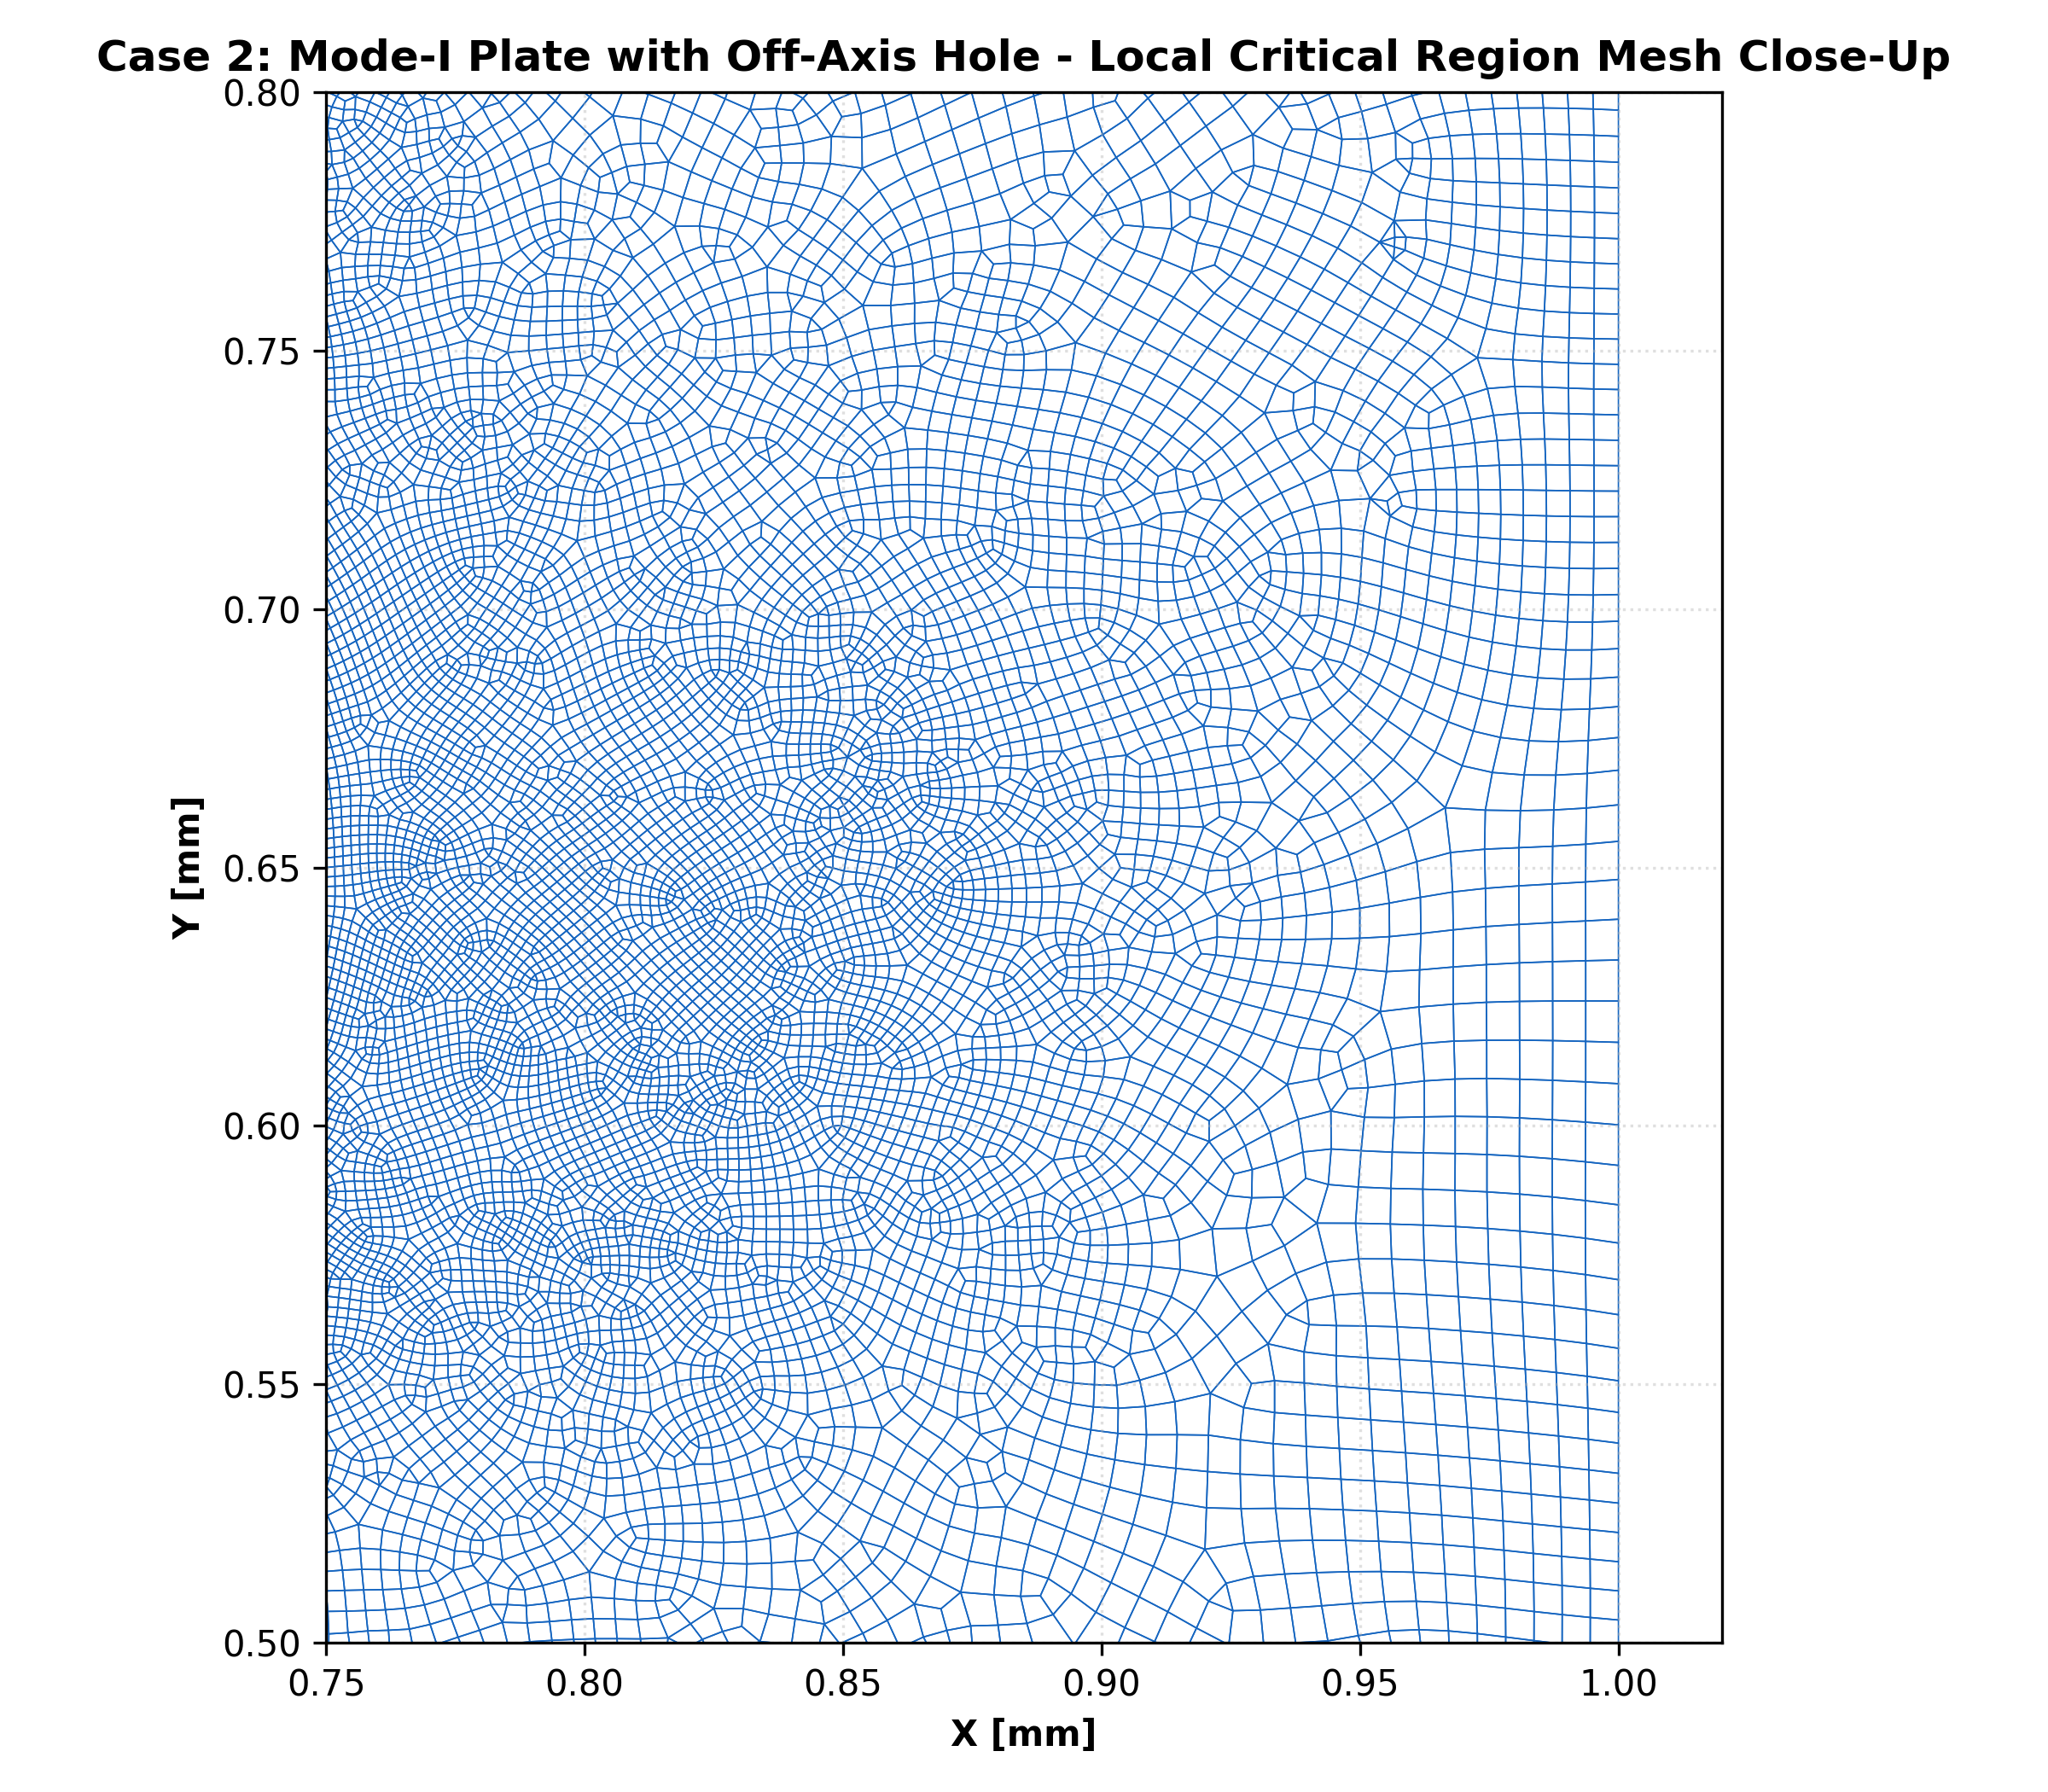 Case 2: Mode-I Plate with Off-Axis Hole - Local Critical Region Mesh Close-Up
0.80
0.75
0.70
0.65
0.60
0.55
0.50
Y [mm]
0.75 0.80 0.85 0.90 0.95 1.00
X [mm]